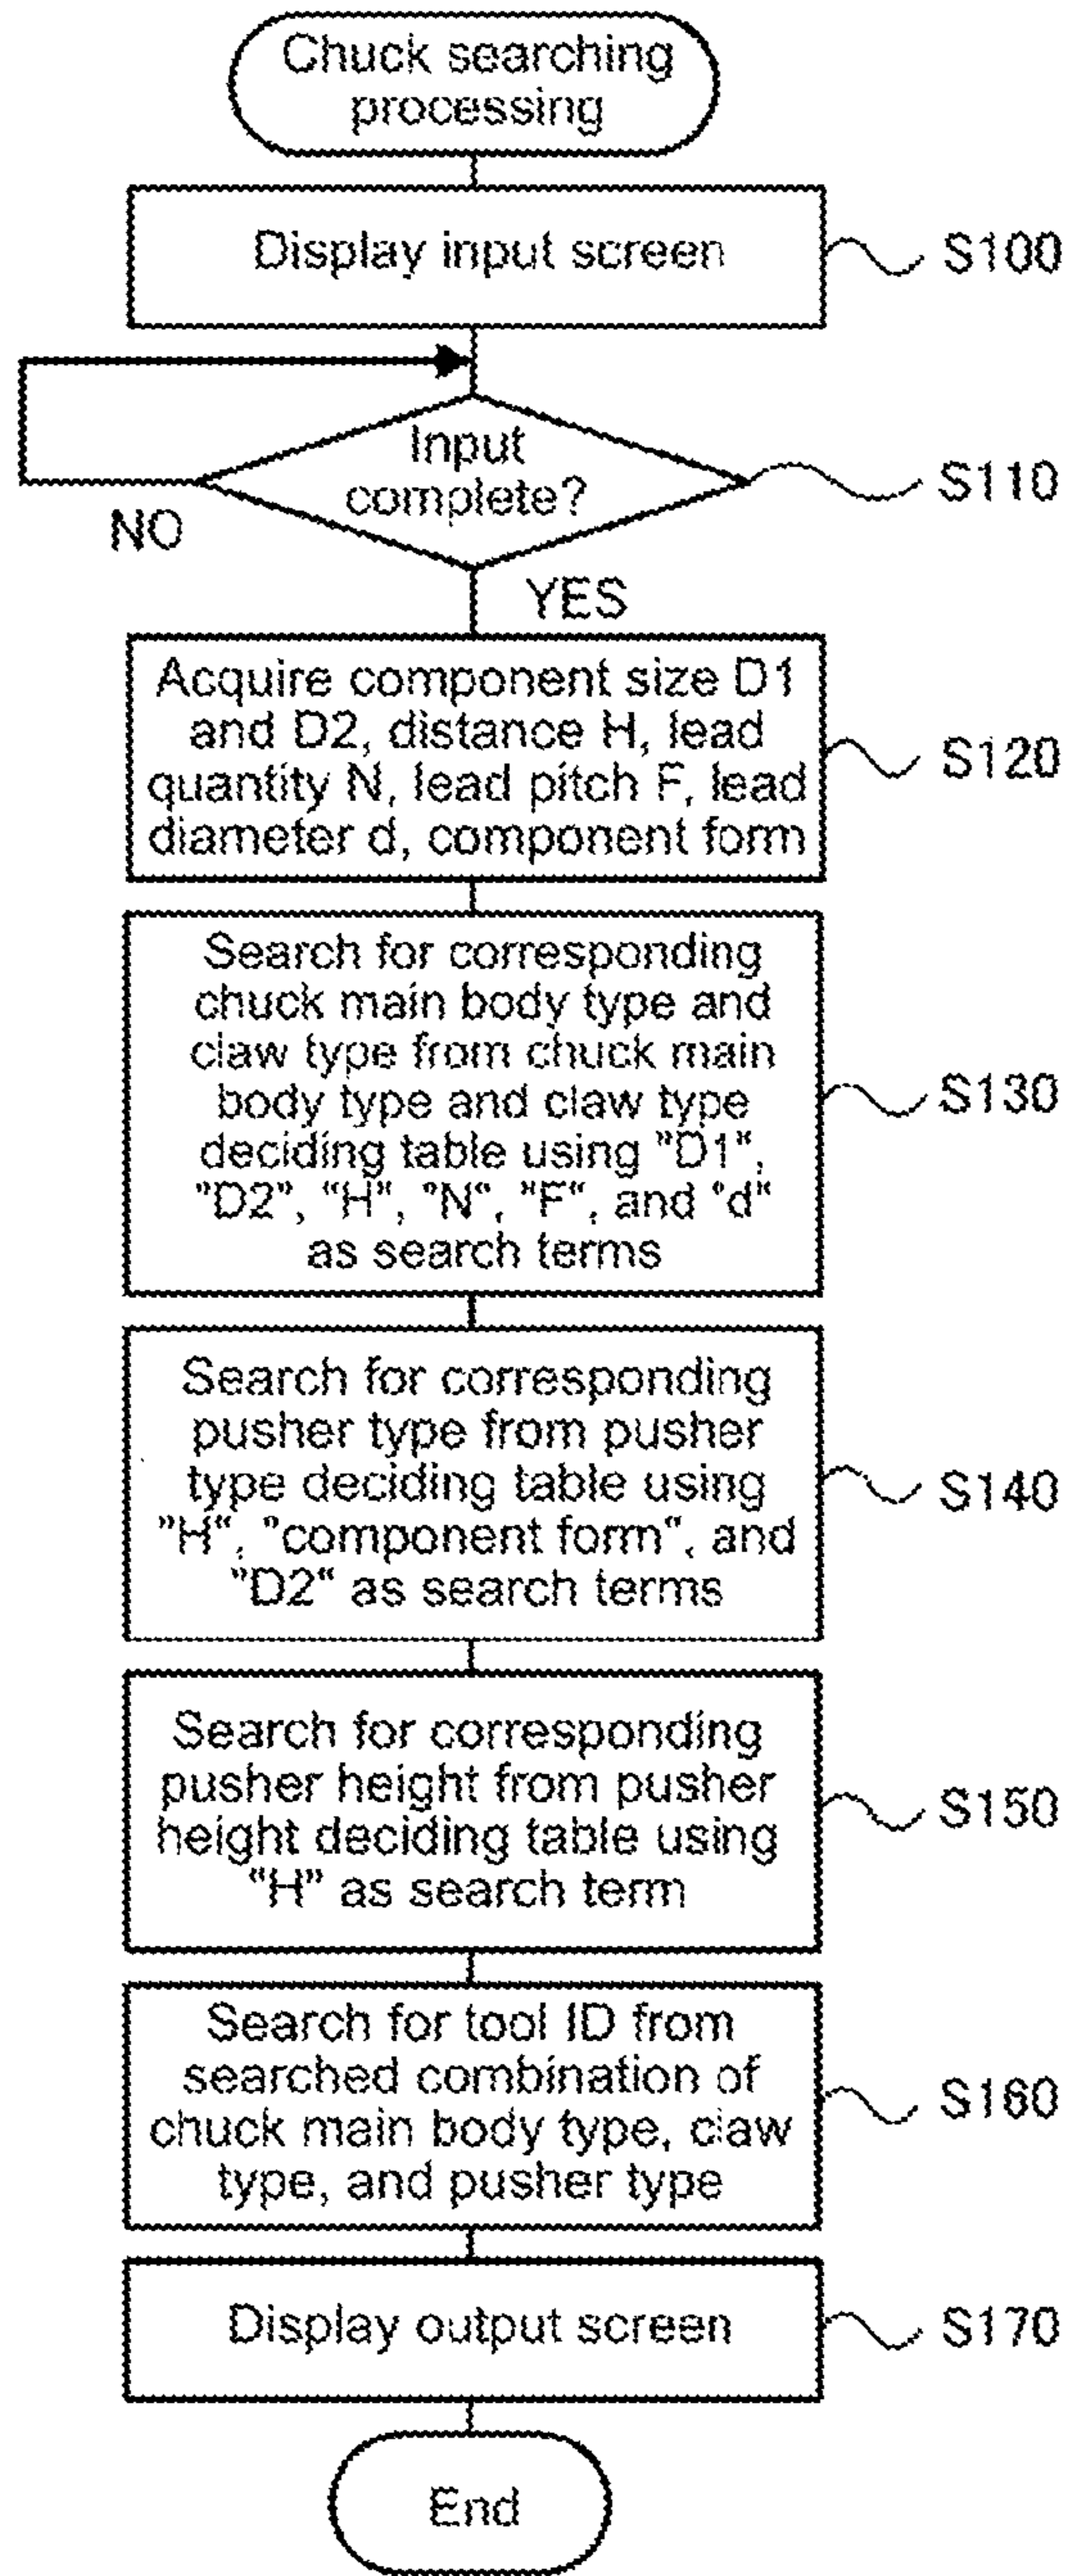 Chuck searching
processing
Display input screen
S100
Input
complete?
S110
NO
YES
Acquire component size D1
and D2, distance H, lead
quantity N, lead pitch F, lead
diameter d, component form
S120
Search for corresponding
chuck main body type and
claw type from chuck main
body type and claw type
deciding table using "D1",
"D2", "H", "N", "F", and "d"
as search terms
S130
Search for corresponding
pusher type from pusher
type deciding table using
"H", "component form", and
"D2" as search terms
S140
Search for corresponding
pusher height from pusher
height deciding table using
"H" as search term
S150
Search for tool ID from
searched combination of
chuck main body type, claw
type, and pusher type
S160
Display output screen
S170
End